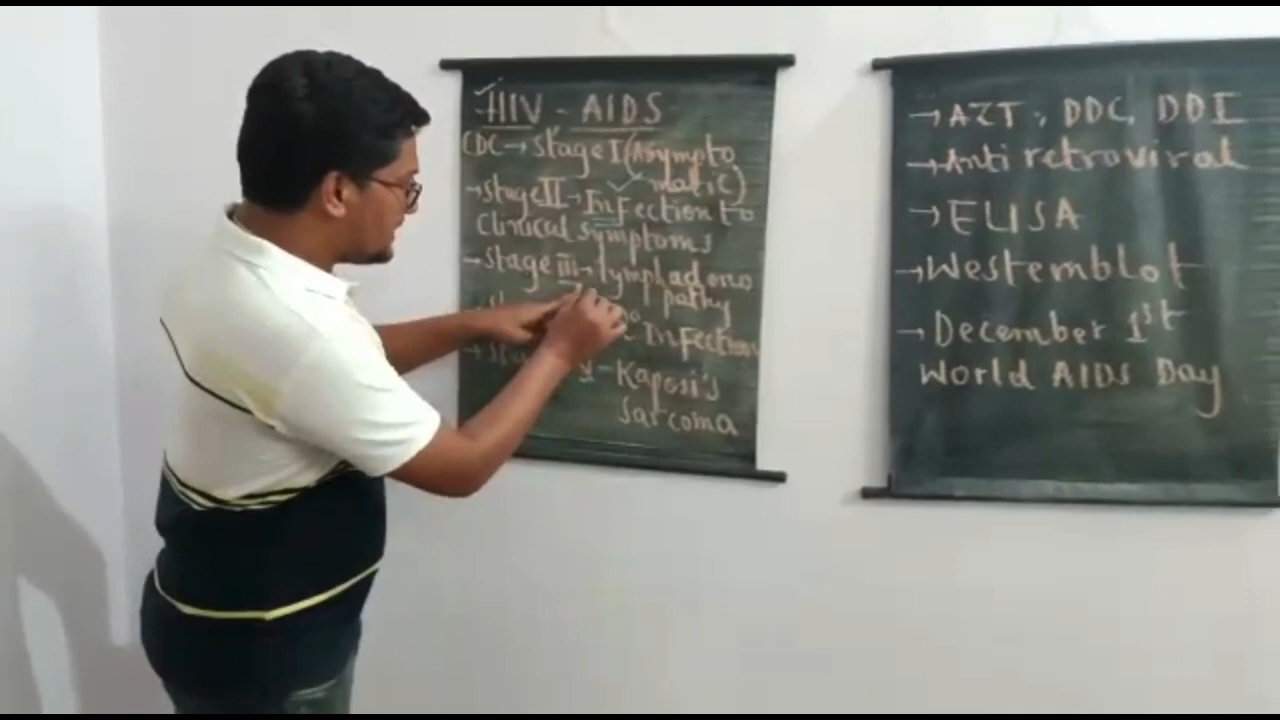 HIV - AIDS
CDC → Stage I (Asympto
matic)
→ Stage II → Infection to
Clinical symptoms
→ Stage III → Lymphadeno
pathy
Infection
V - Kaposi's
Sarcoma
→ AZT, DDC, DDI
→ Anti retroviral
→ ELISA
→ Westernblot
→ December 1st
World AIDS Day